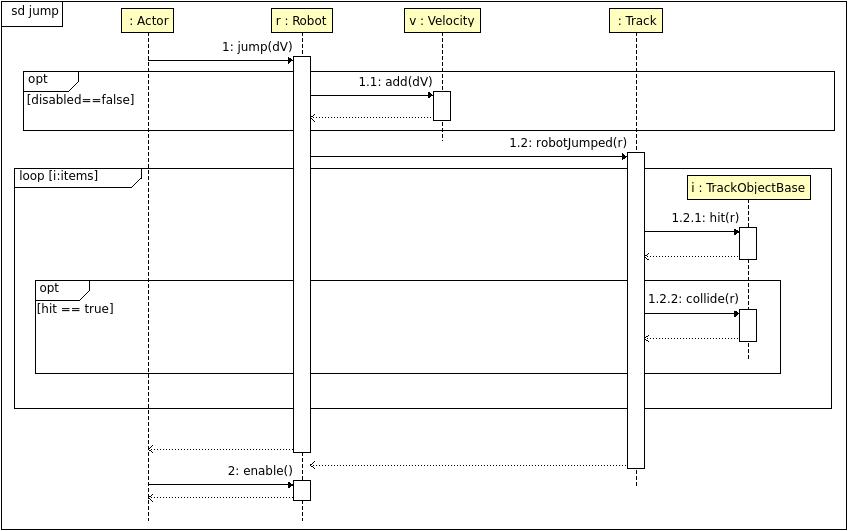 sd jump
: Actor
r : Robot
v : Velocity
: Track
1: jump(dV)
opt
[disabled==false]
1.1: add(dV)
1.2: robotJumped(r)
loop [i:items]
i : TrackObjectBase
1.2.1: hit(r)
opt
[hit == true]
1.2.2: collide(r)
2: enable()